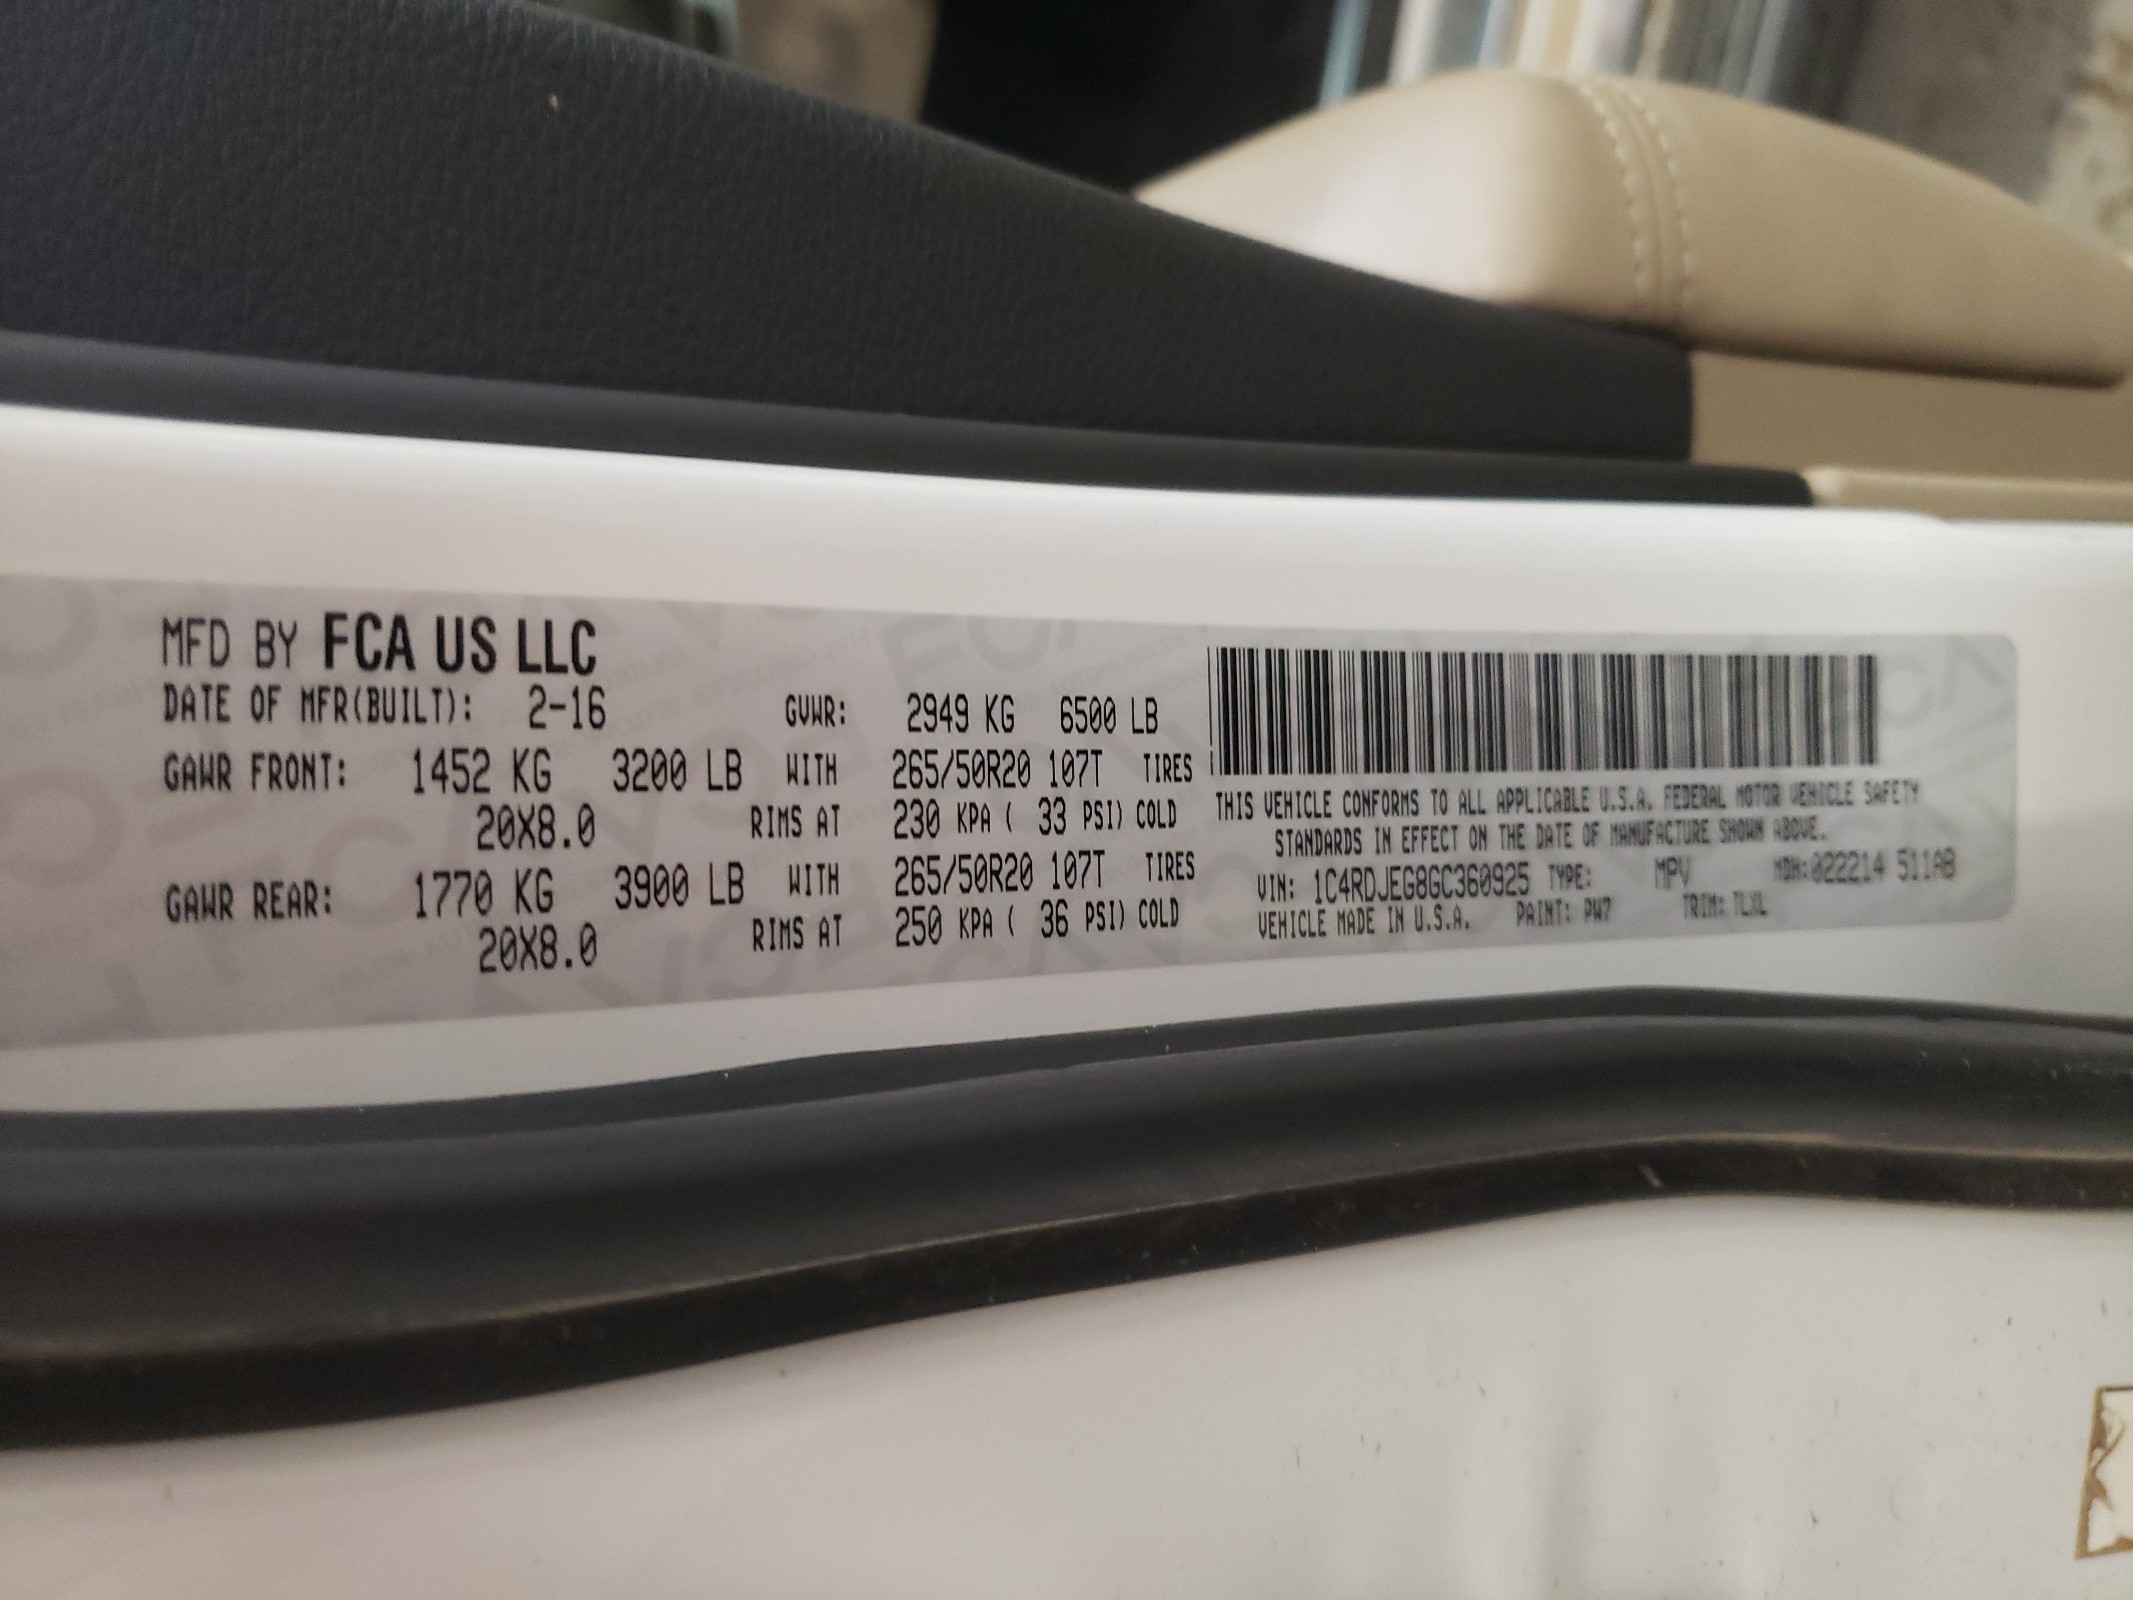 MFD BY FCA US LLC
DATE OF MFR(BUILT): 2-16 GVWR: 2949 KG 6500 LB
GAWR FRONT: 1452 KG 3200 LB WITH 265/50R20 107T TIRES
20X8.0 RIMS AT 230 KPA ( 33 PSI) COLD
GAWR REAR: 1770 KG 3900 LB WITH 265/50R20 107T TIRES
20X8.0 RIMS AT 250 KPA ( 36 PSI) COLD
THIS VEHICLE CONFORMS TO ALL APPLICABLE U.S.A. FEDERAL MOTOR VEHICLE SAFETY
STANDARDS IN EFFECT ON THE DATE OF MANUFACTURE SHOWN ABOVE.
VIN: 1C4RDJEG8GC360925 TYPE: MPV MDH:022214 511AB
VEHICLE MADE IN U.S.A. PAINT: PW7 TRIM: TLXL